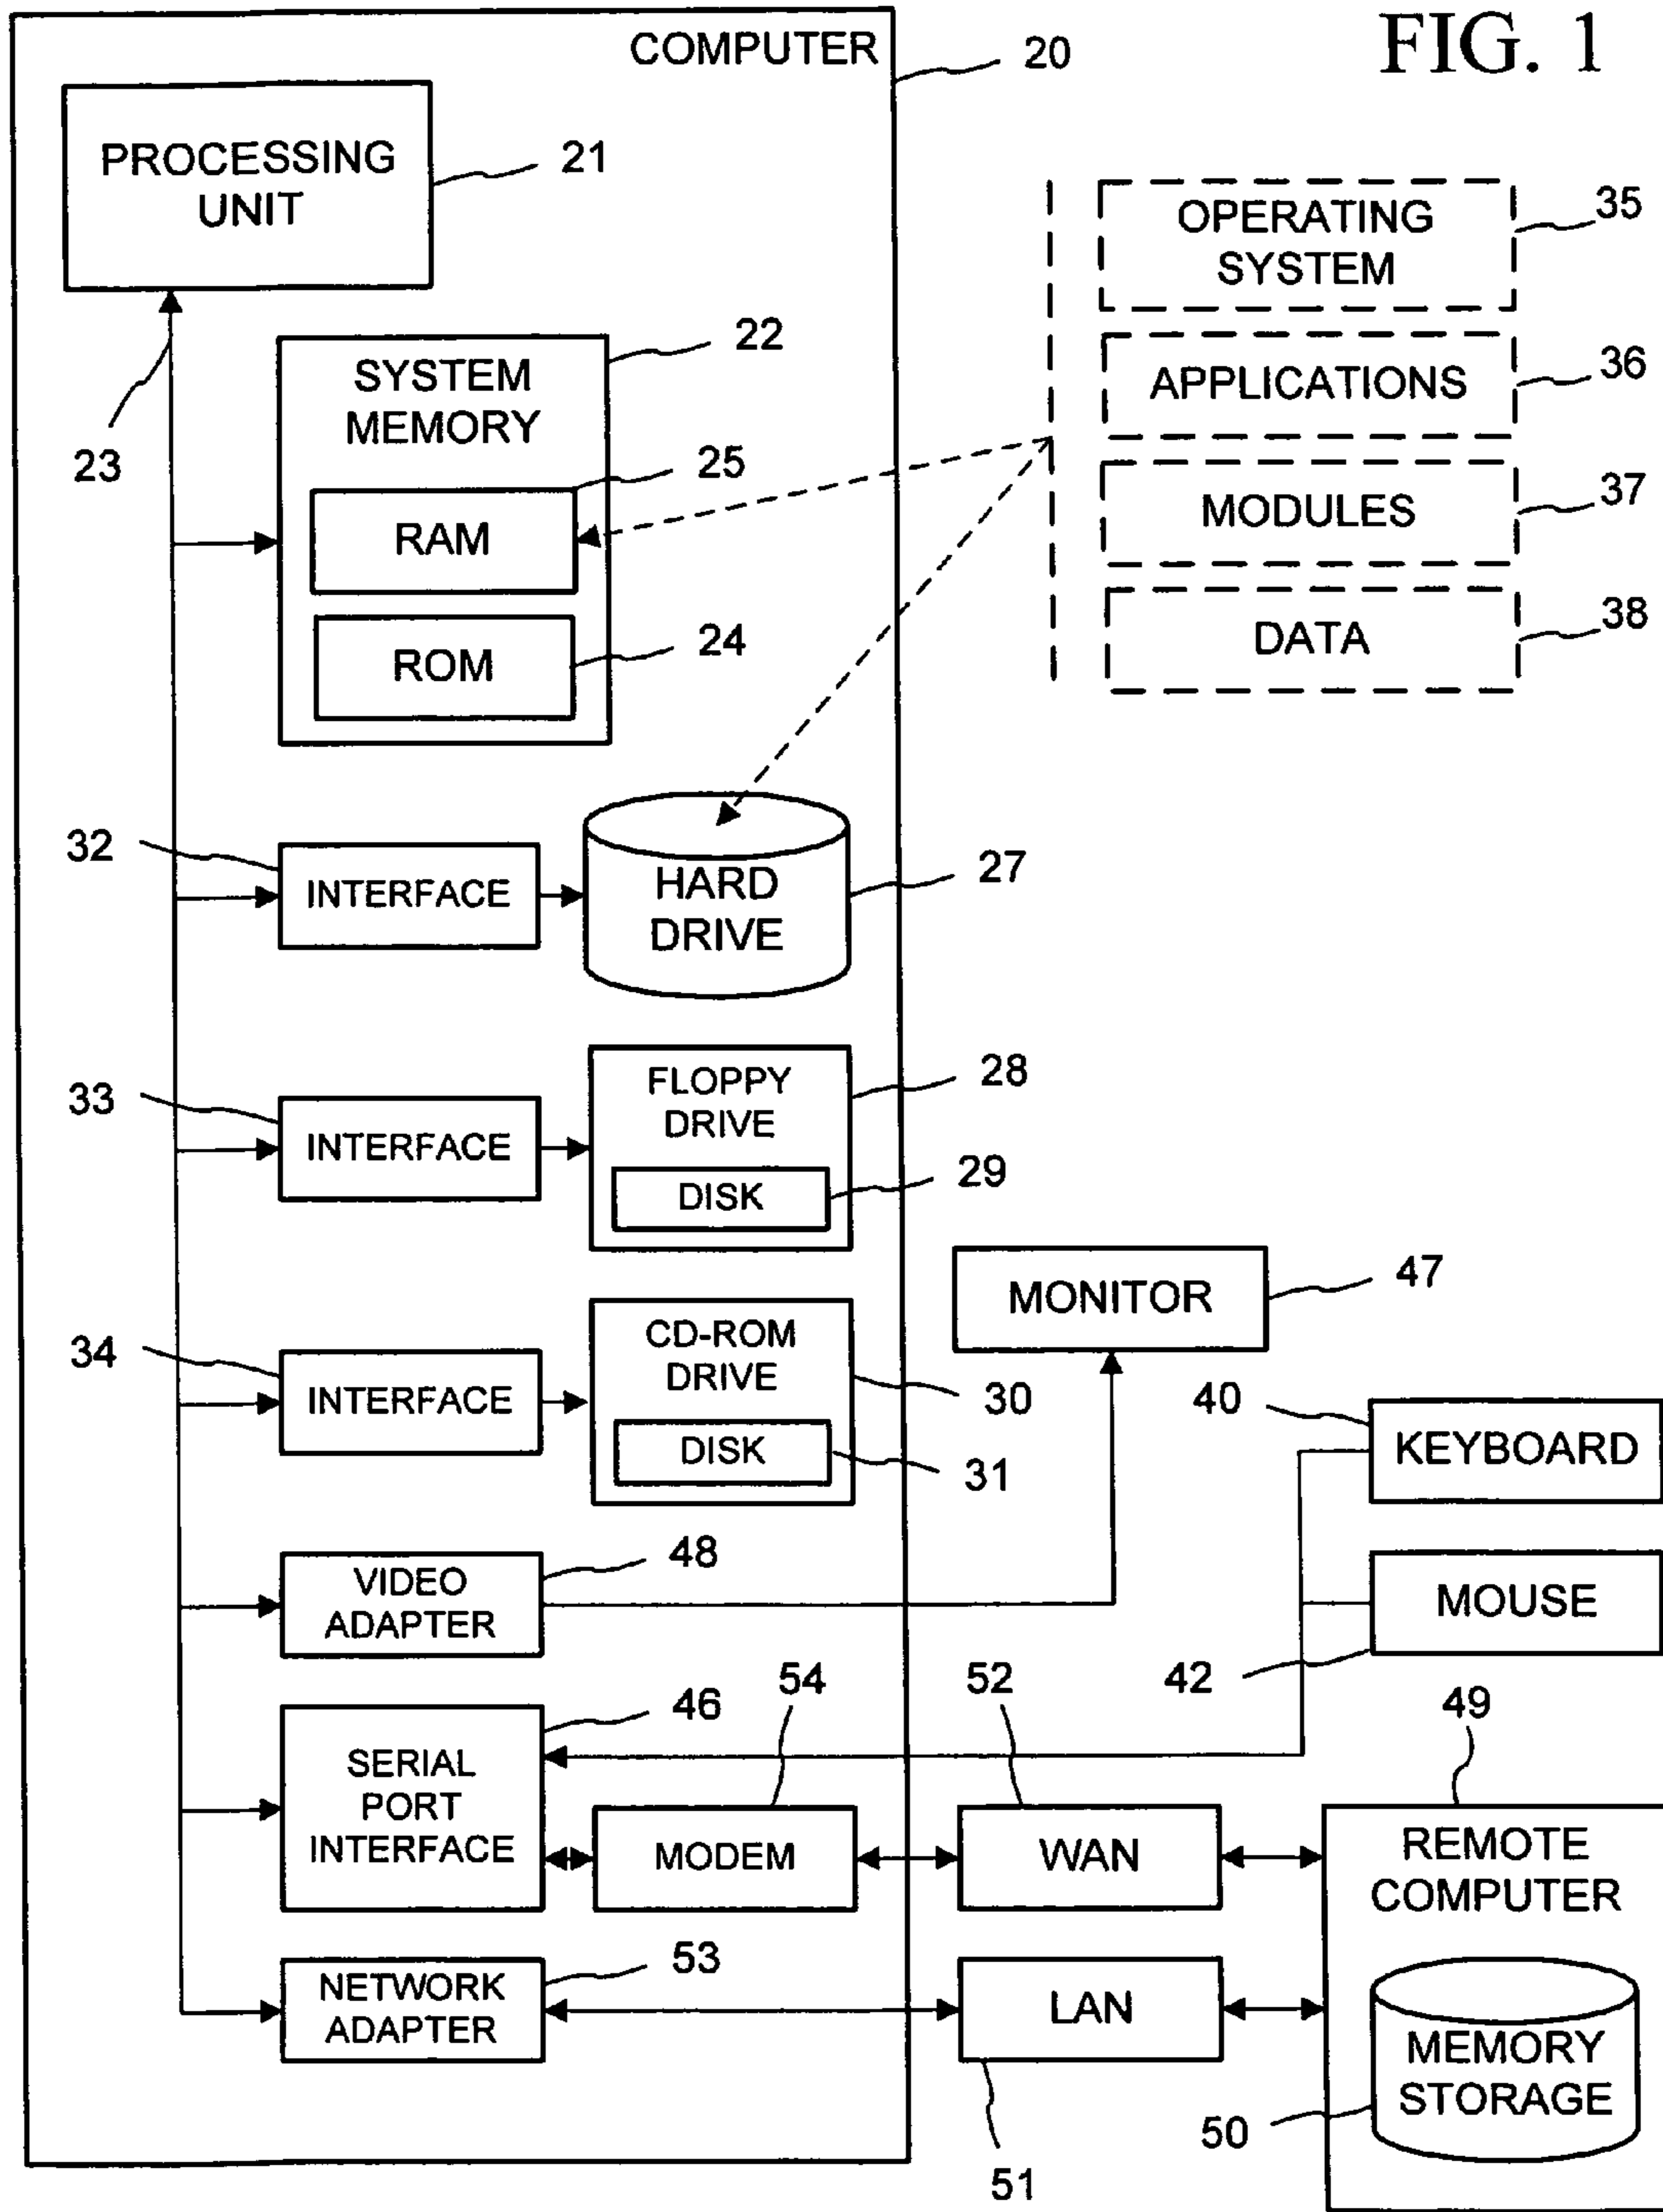 FIG. 1
COMPUTER
20
PROCESSING
UNIT
21
23
SYSTEM
MEMORY
22
RAM
25
ROM
24
OPERATING
SYSTEM
35
APPLICATIONS
36
MODULES
37
DATA
38
32
INTERFACE
HARD
DRIVE
27
33
INTERFACE
FLOPPY
DRIVE
28
DISK
29
34
INTERFACE
CD-ROM
DRIVE
30
DISK
31
MONITOR
47
40
KEYBOARD
MOUSE
42
VIDEO
ADAPTER
48
SERIAL
PORT
INTERFACE
46
54
MODEM
52
WAN
49
REMOTE
COMPUTER
NETWORK
ADAPTER
53
LAN
51
MEMORY
STORAGE
50